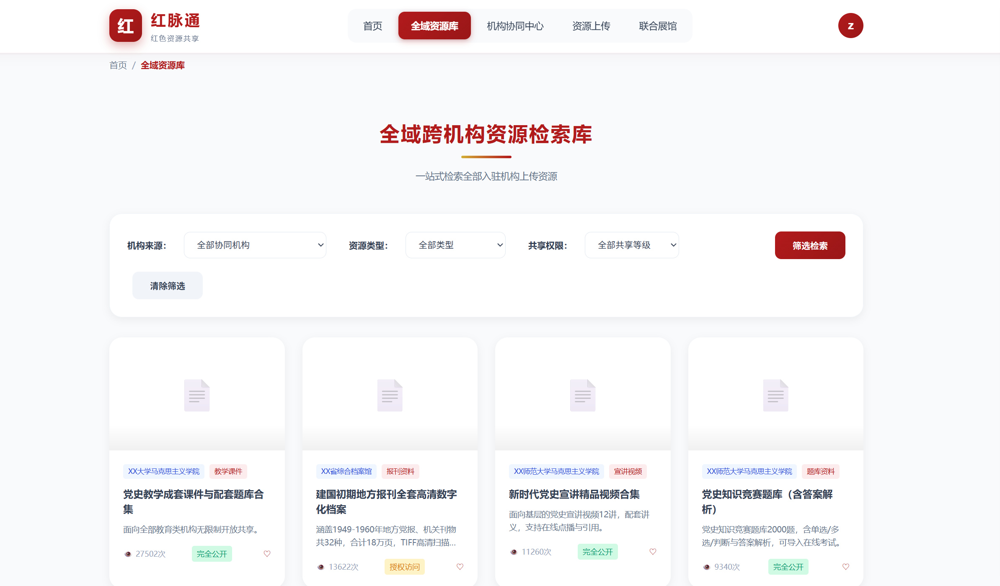 红
红脉通
红色资源共享
首页
全域资源库
机构协同中心
资源上传
联合展馆
z
首页 / 全域资源库
全域跨机构资源检索库
一站式检索全部入驻机构上传资源
机构来源：
全部协同机构
资源类型：
全部类型
共享权限：
全部共享等级
筛选检索
清除筛选
XX大学马克思主义学院 教学课件
党史教学成套课件与配套题库合
集
面向全部教育类机构无限制开放共享。
27502次 完全公开 ♡
XX省综合档案馆 报刊资料
建国初期地方报刊全套高清数字
化档案
涵盖1949-1960年地方党报、机关刊物
共32种，合计18万页，TIFF高清扫描...
13622次 授权访问 ♡
XX师范大学马克思主义学院 宣讲视频
新时代党史宣讲精品视频合集
面向基层的党史宣讲视频12讲，配套讲
义，支持在线点播与引用。
11260次 完全公开 ♡
XX师范大学马克思主义学院 题库资料
党史知识竞赛题库（含答案解
析）
党史知识竞赛题库2000题，含单选/多
选/判断与答案解析，可导入在线考试。
9340次 完全公开 ♡